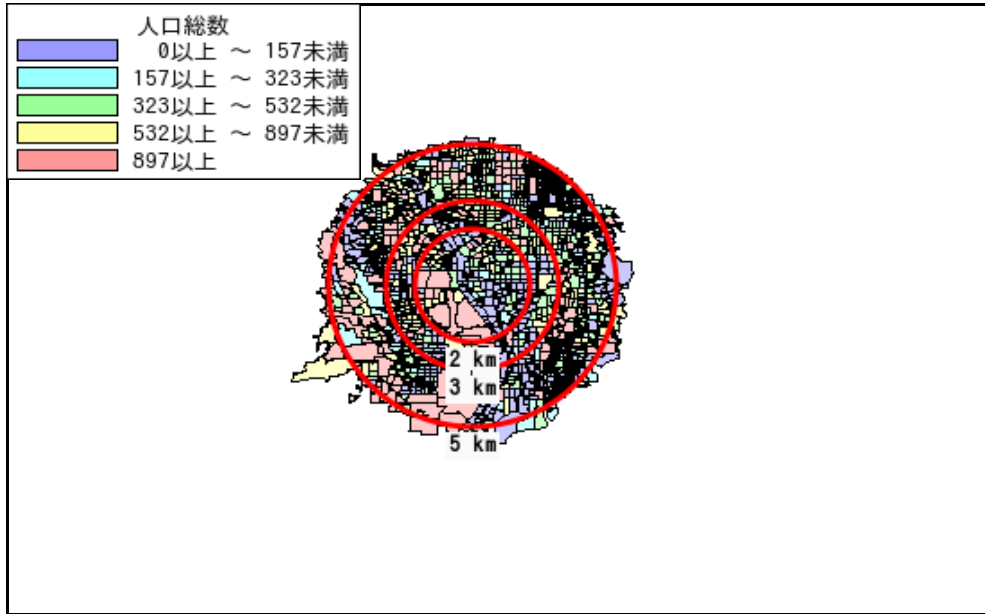 人口総数
0以上 ～ 157未満
157以上 ～ 323未満
323以上 ～ 532未満
532以上 ～ 897未満
897以上
2 km
3 km
5 km